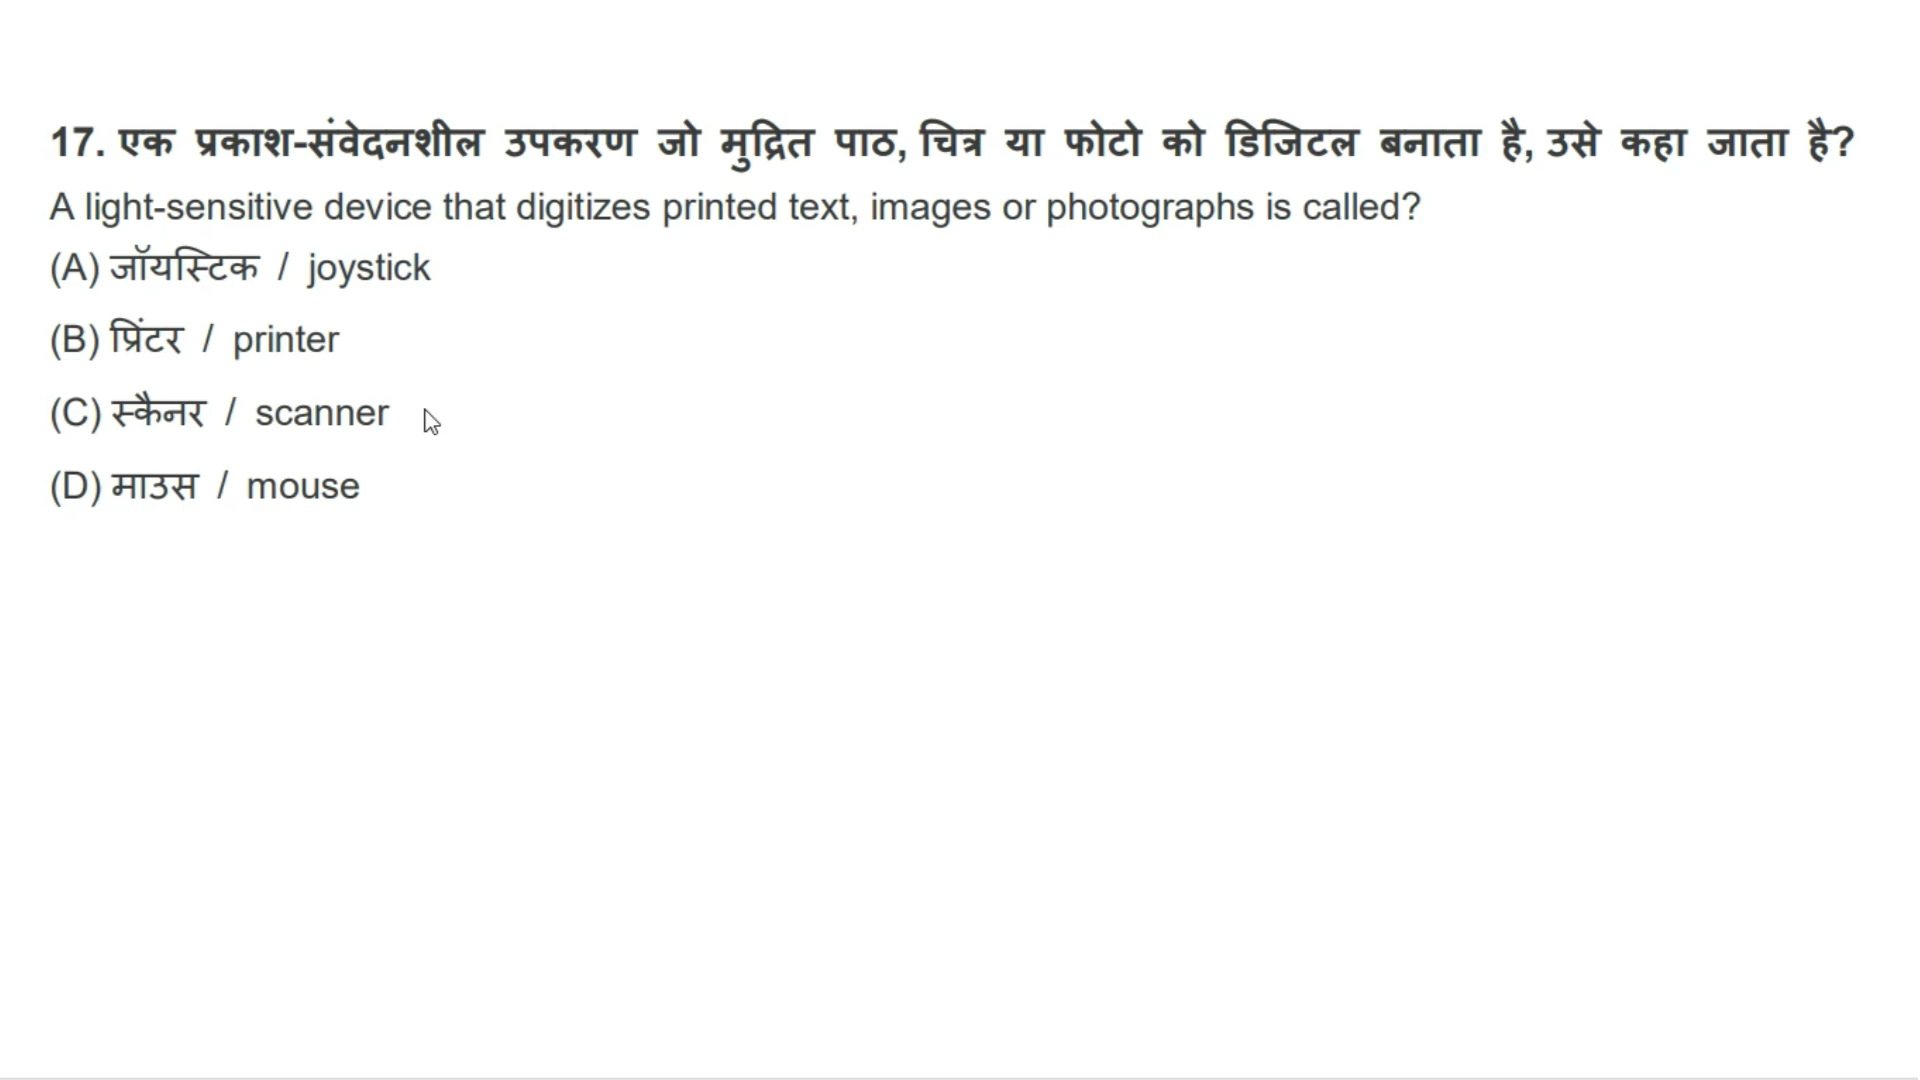 17. एक प्रकाश-संवेदनशील उपकरण जो मुद्रित पाठ, चित्र या फोटो को डिजिटल बनाता है, उसे कहा जाता है?
A light-sensitive device that digitizes printed text, images or photographs is called?
(A) जॉयस्टिक / joystick
(B) प्रिंटर / printer
(C) स्कैनर / scanner
(D) माउस / mouse